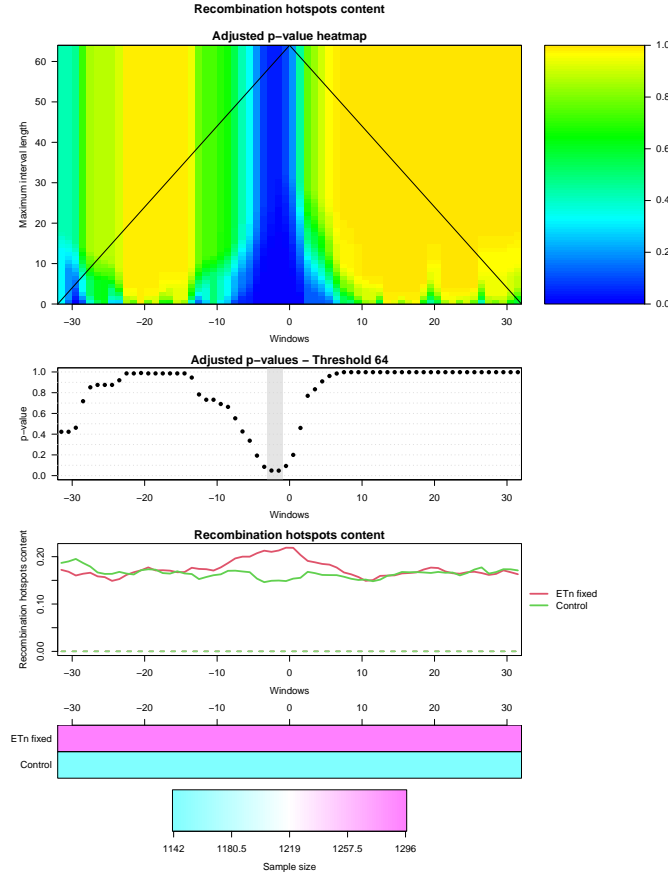 Recombination hotspots content
Adjusted p−value heatmap
Maximum interval length
60
50
40
30
20
10
0
−30 −20 −10 0 10 20 30
Windows
1.0
0.8
0.6
0.4
0.2
0.0
Adjusted p−values − Threshold 64
p−value
1.0
0.8
0.6
0.4
0.2
0.0
−30 −20 −10 0 10 20 30
Windows
Recombination hotspots content
Recombination hotspots content
0.20
0.10
0.00
ETn fixed
Control
−30 −20 −10 0 10 20 30
Windows
−30 −20 −10 0 10 20 30
ETn fixed
Control
1142 1180.5 1219 1257.5 1296
Sample size